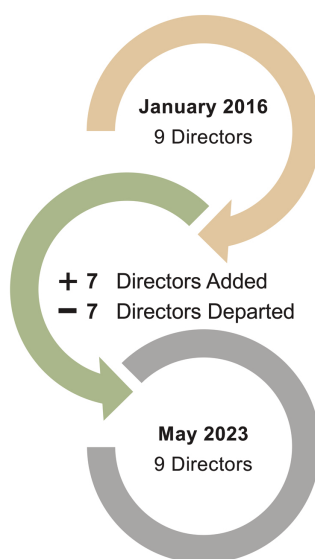 January 2016
9 Directors
+ 7 Directors Added
− 7 Directors Departed
May 2023
9 Directors